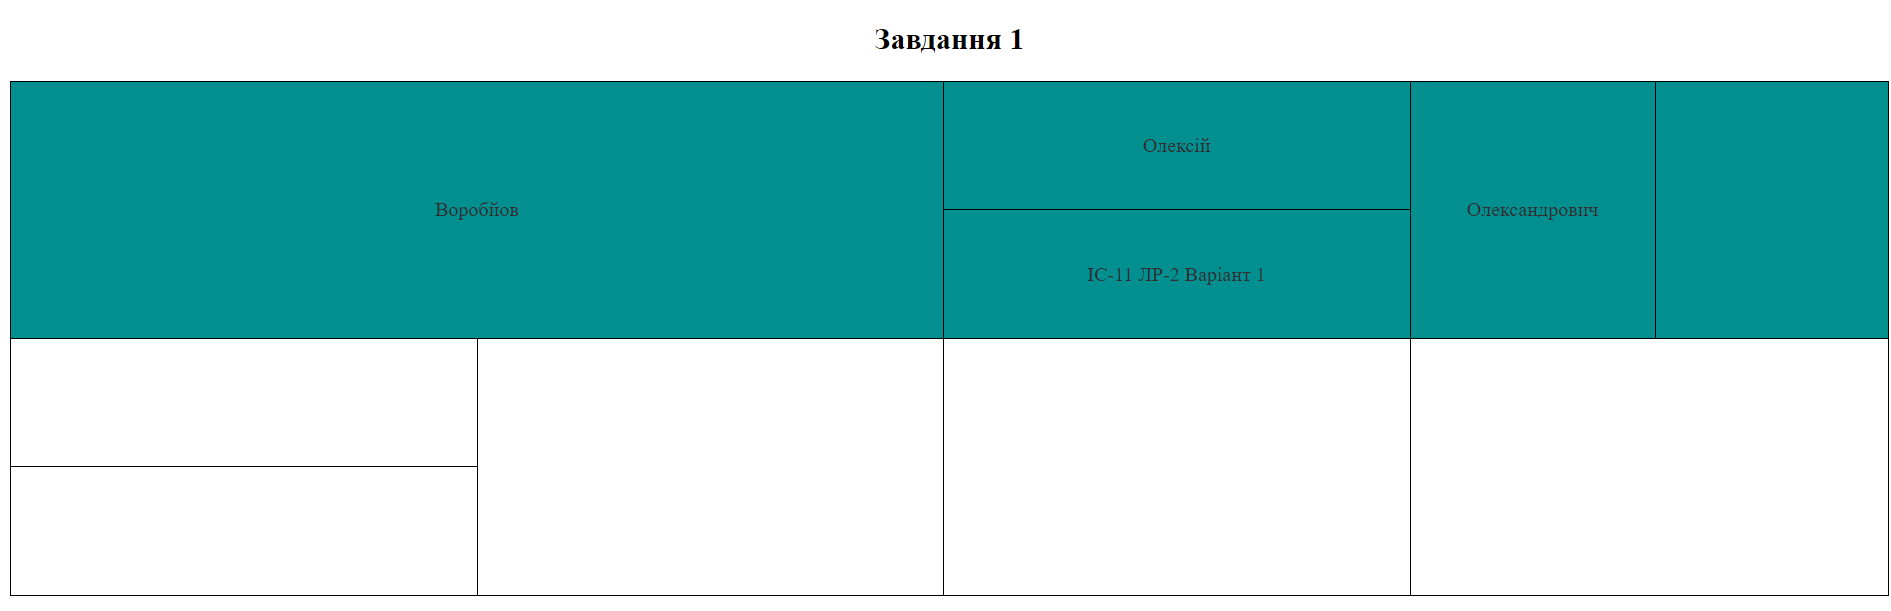 Завдання 1
Воробйов
Олексій
Олександрович
ІС-11 ЛР-2 Варіант 1